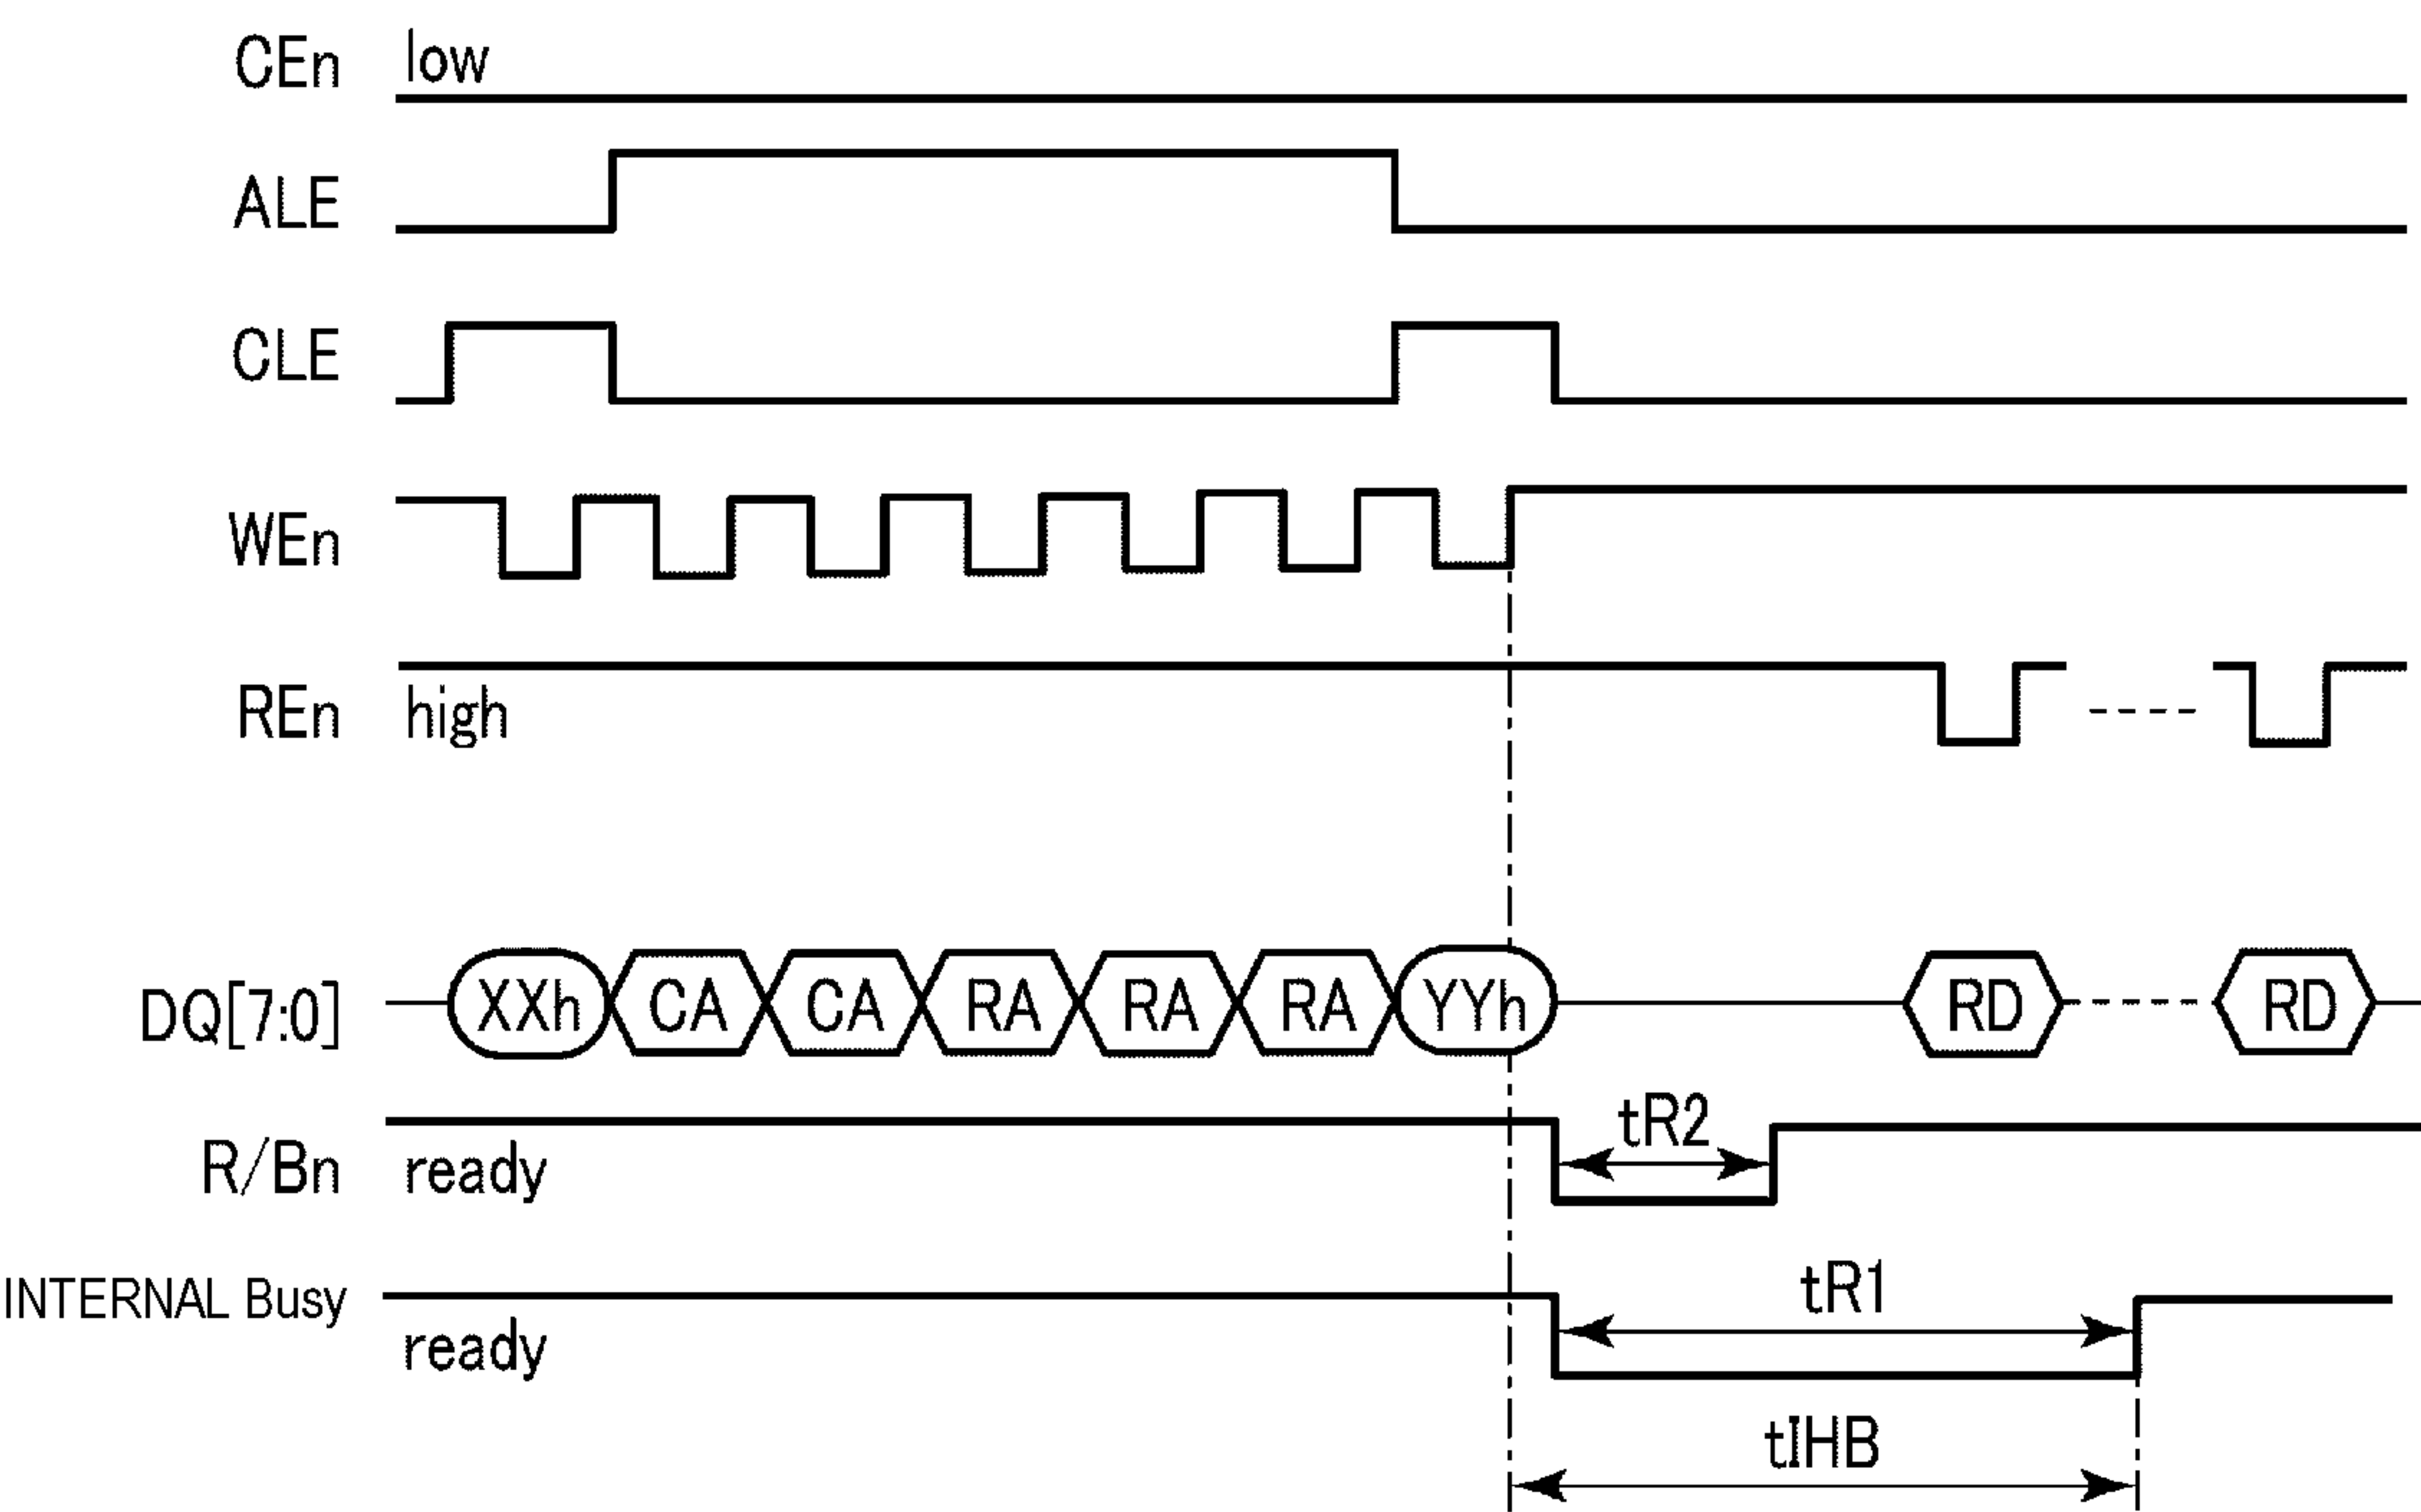 CEn low
ALE
CLE
WEn
REn high
DQ[7:0] XXh CA CA RA RA RA YYh RD RD
tR2
R/Bn ready
tR1
INTERNAL Busy ready
tIHB